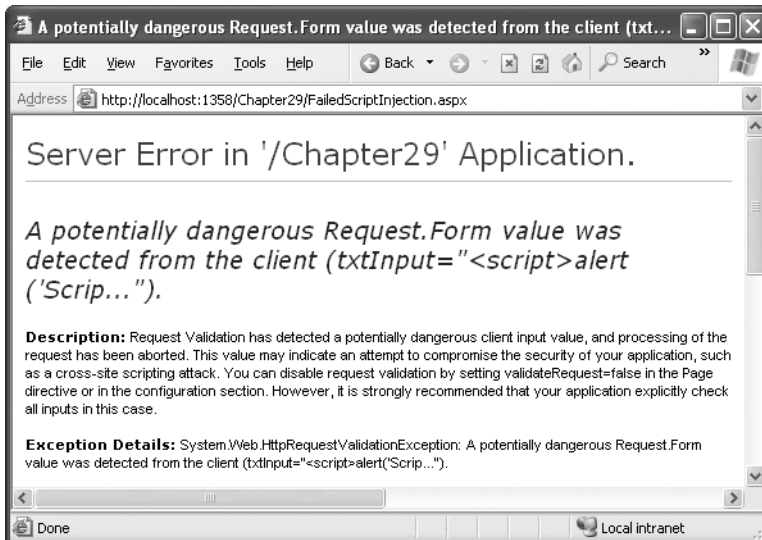 A potentially dangerous Request.Form value was detected from the client (txt...
File Edit View Favorites Tools Help Back Search »
Address http://localhost:1358/Chapter29/FailedScriptInjection.aspx
Server Error in '/Chapter29' Application.
A potentially dangerous Request.Form value was
detected from the client (txtInput="<script>alert
('Scrip...").
Description: Request Validation has detected a potentially dangerous client input value, and processing of the
request has been aborted. This value may indicate an attempt to compromise the security of your application, such
as a cross-site scripting attack. You can disable request validation by setting validateRequest=false in the Page
directive or in the configuration section. However, it is strongly recommended that your application explicitly check
all inputs in this case.
Exception Details: System.Web.HttpRequestValidationException: A potentially dangerous Request.Form
value was detected from the client (txtInput="<script>alert('Scrip...").
Done Local intranet